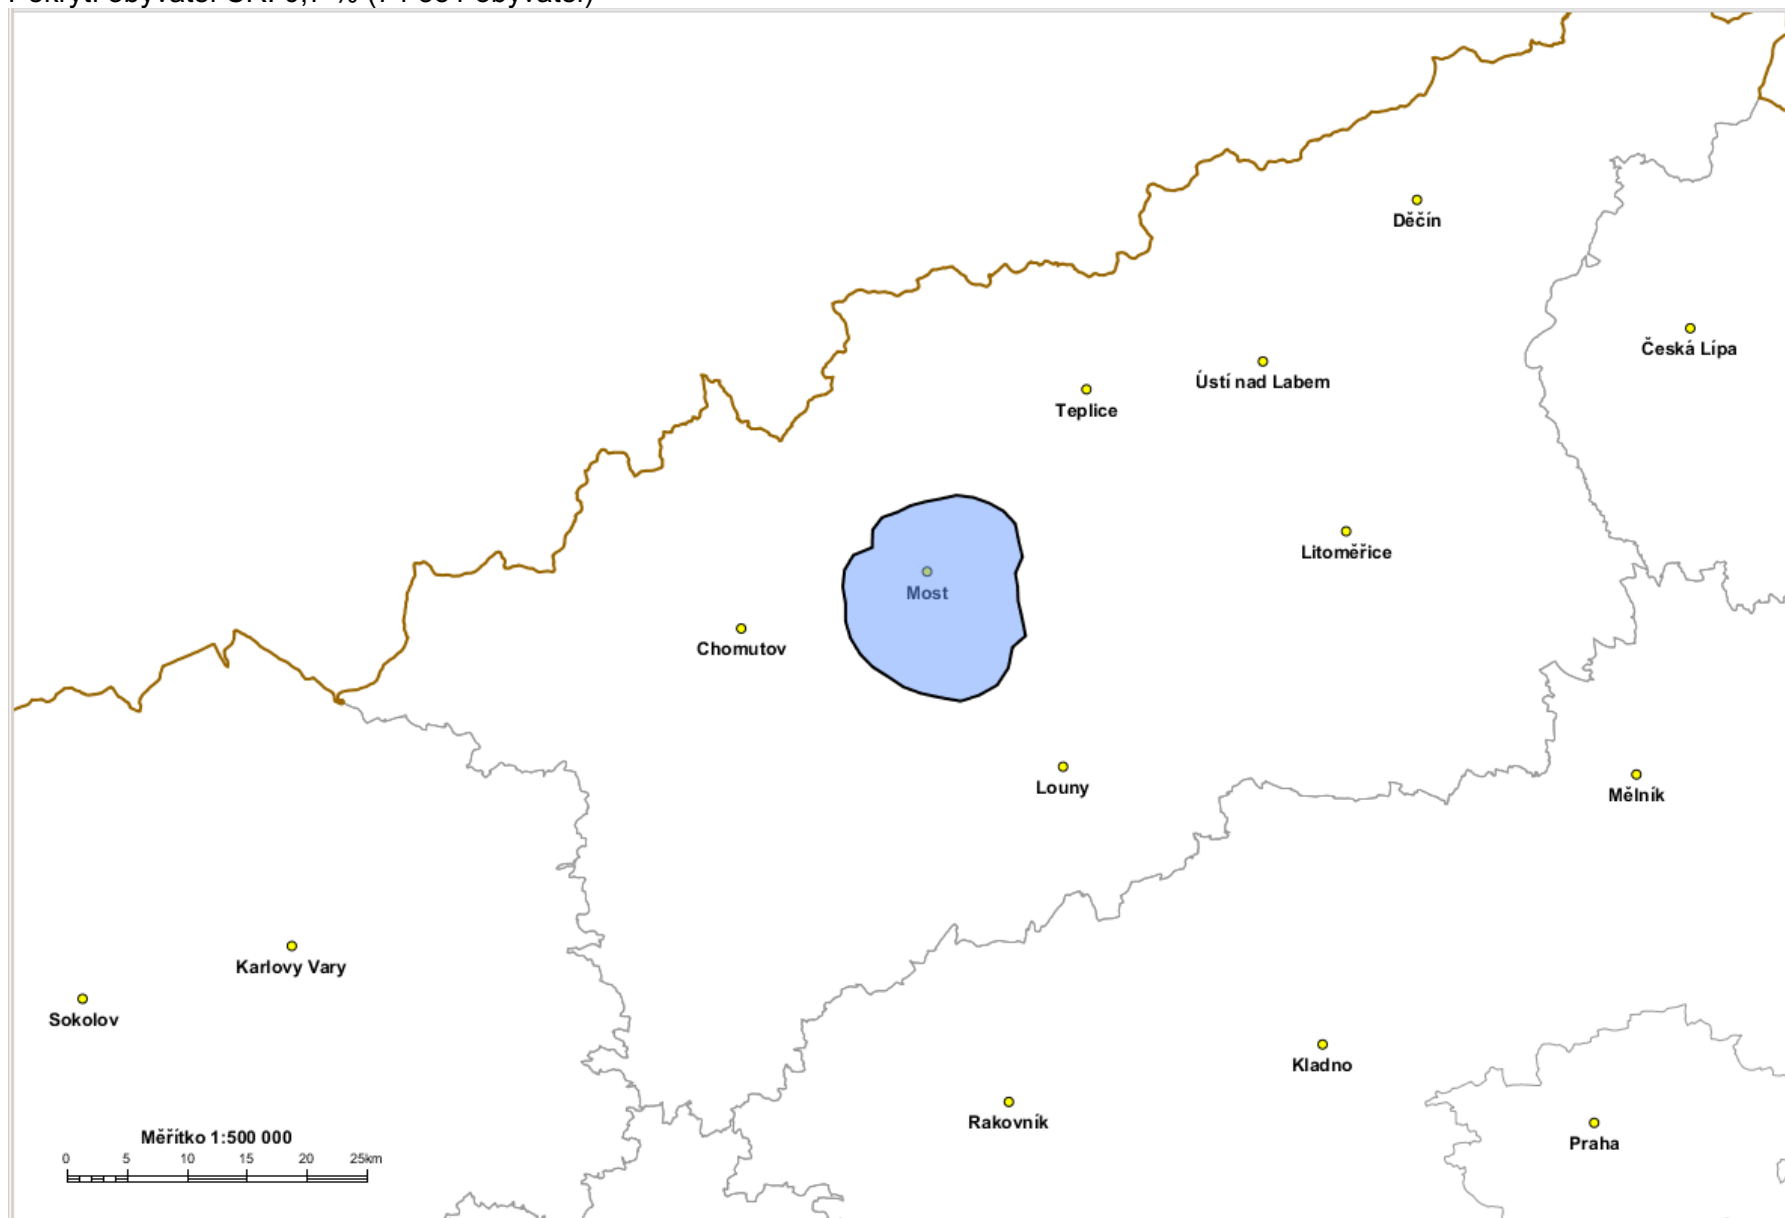 Děčín
Česká Lípa
Ústí nad Labem
Teplice
Litoměřice
Most
Chomutov
Louny
Mělník
Karlovy Vary
Sokolov
Kladno
Rakovník
Praha
Měřítko 1:500 000
0 5 10 15 20 25km